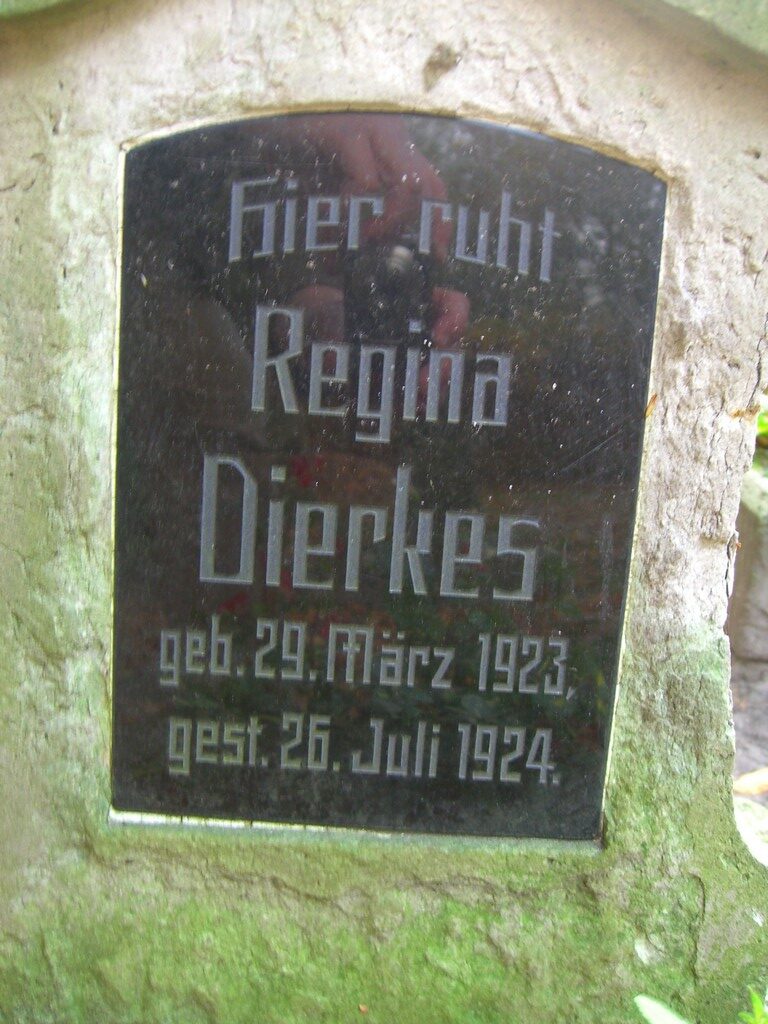 Hier ruht
Regina
Dierkes
geb. 29. März 1923,
gest. 26. Juli 1924.